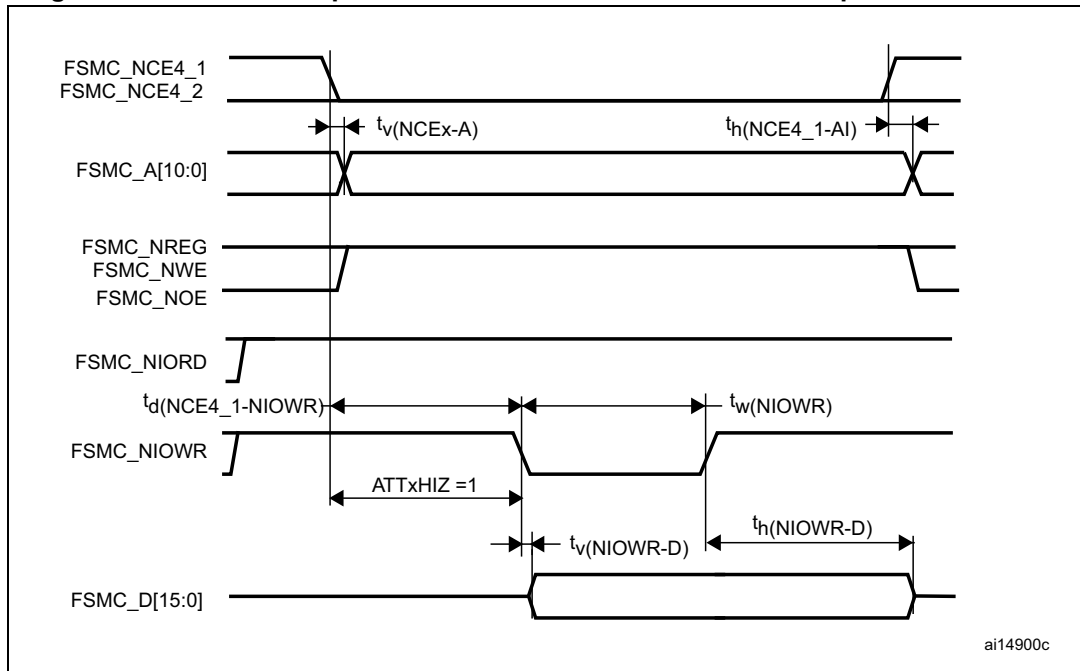 FSMC_NCE4_1
FSMC_NCE4_2
tv(NCEx-A)
th(NCE4_1-AI)
FSMC_A[10:0]
FSMC_NREG
FSMC_NWE
FSMC_NOE
FSMC_NIORD
td(NCE4_1-NIOWR)
tw(NIOWR)
FSMC_NIOWR
ATTxHIZ =1
tv(NIOWR-D)
th(NIOWR-D)
FSMC_D[15:0]
ai14900c